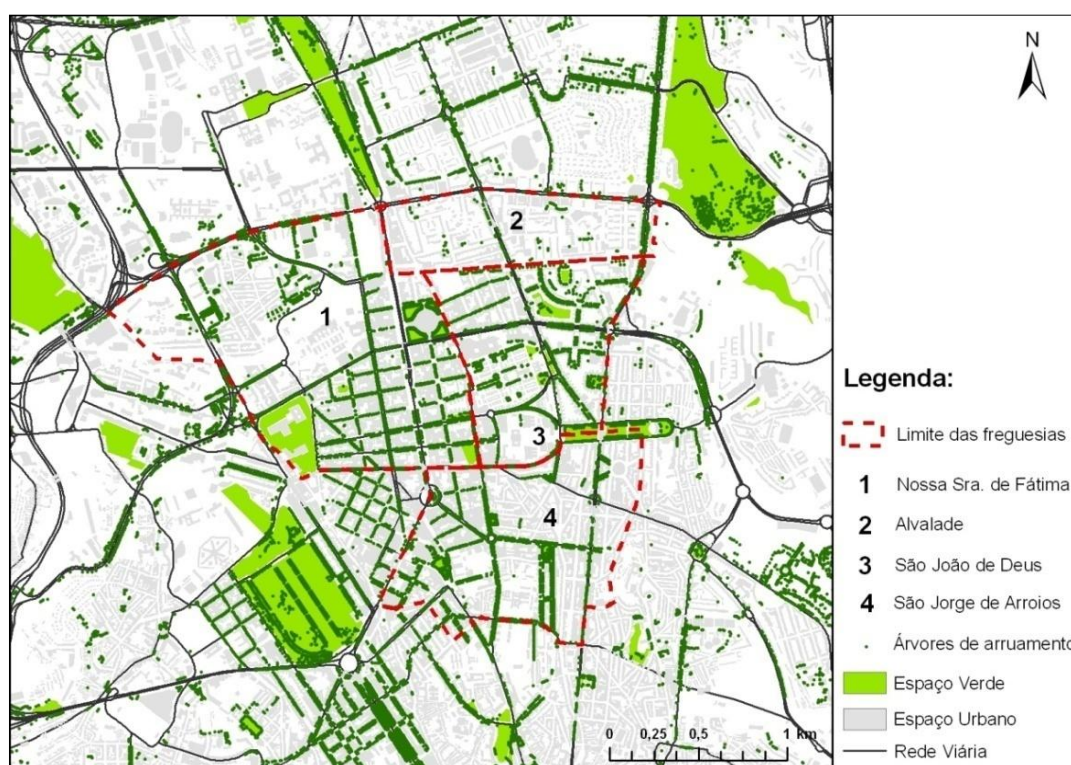 N
2
1
3
4
Legenda:
Limite das freguesias
1 Nossa Sra. de Fátima
2 Alvalade
3 São João de Deus
4 São Jorge de Arroios
Árvores de arruamento
Espaço Verde
Espaço Urbano
Rede Viária
0 0,25 0,5 1 km